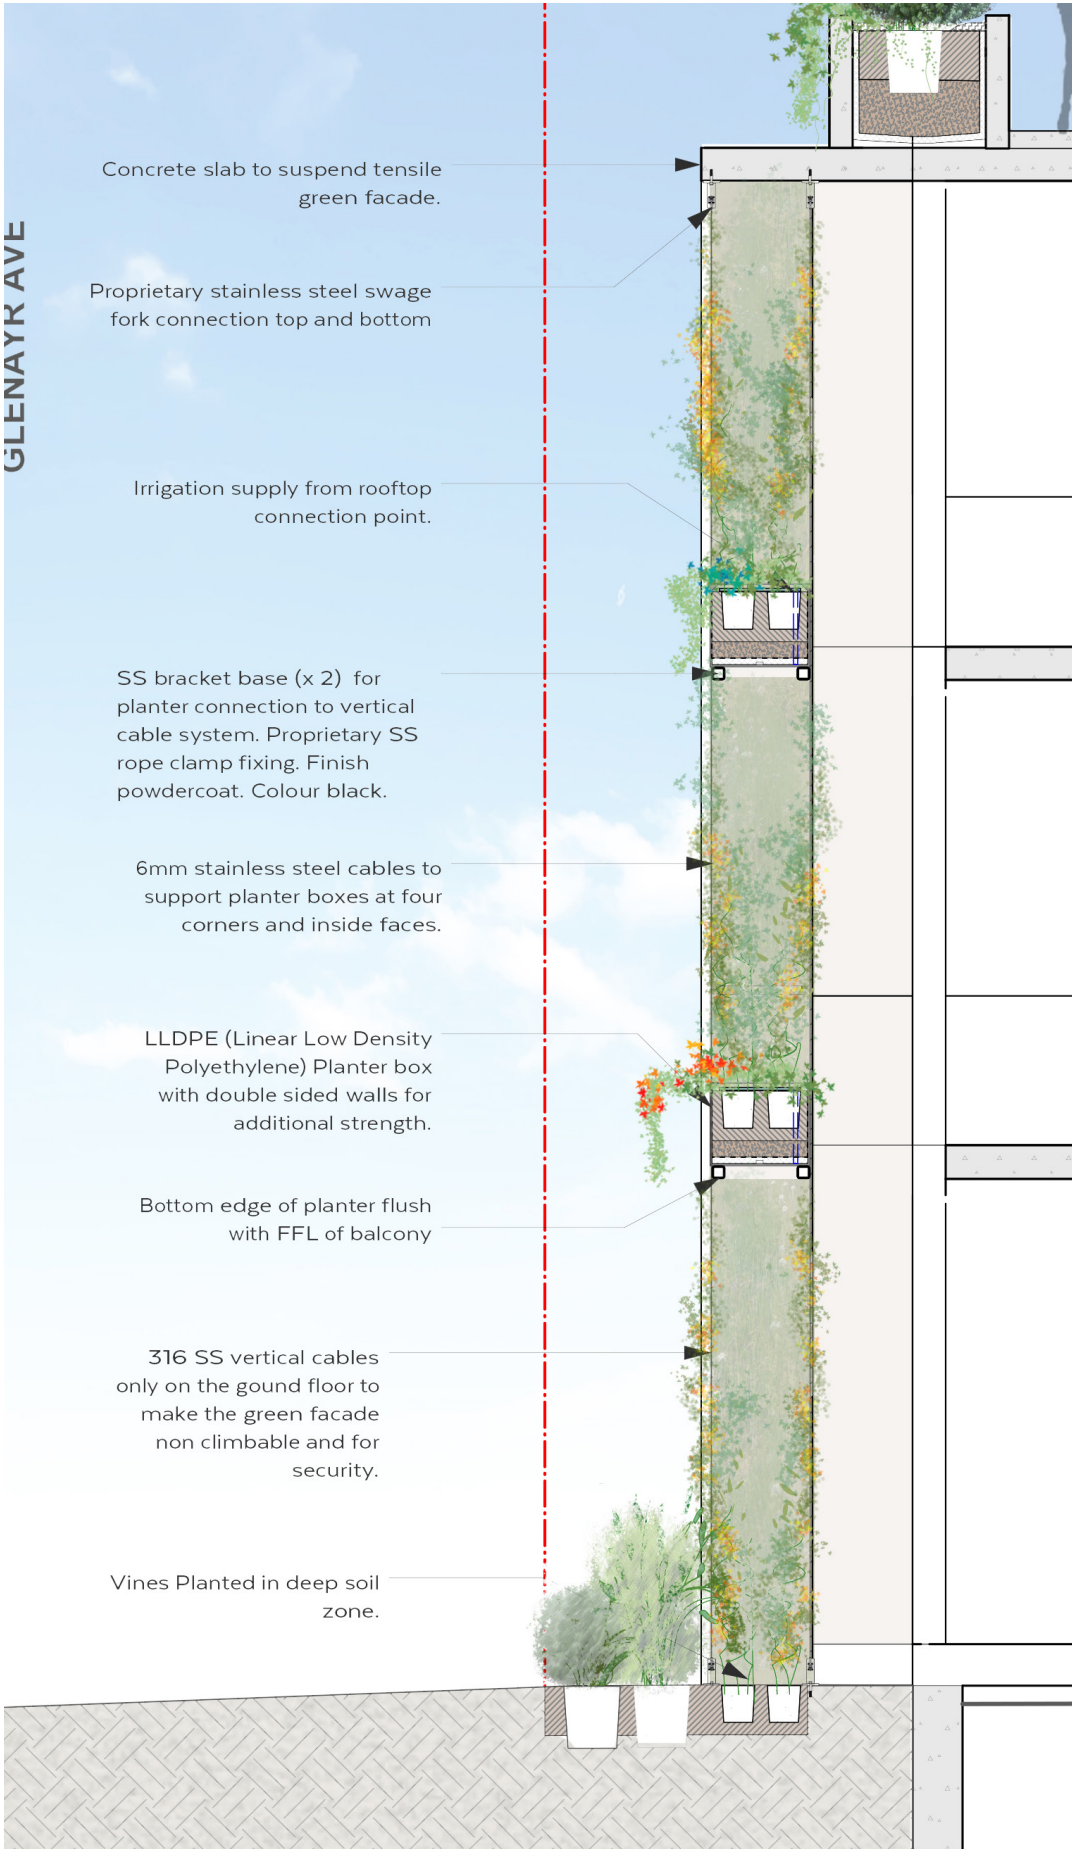 Concrete slab to suspend tensile
green facade.
GLENAYR AVE
Proprietary stainless steel swage
fork connection top and bottom
Irrigation supply from rooftop
connection point.
SS bracket base (x 2) for
planter connection to vertical
cable system. Proprietary SS
rope clamp fixing. Finish
powdercoat. Colour black.
6mm stainless steel cables to
support planter boxes at four
corners and inside faces.
LLDPE (Linear Low Density
Polyethylene) Planter box
with double sided walls for
additional strength.
Bottom edge of planter flush
with FFL of balcony
316 SS vertical cables
only on the gound floor to
make the green facade
non climbable and for
security.
Vines Planted in deep soil
zone.